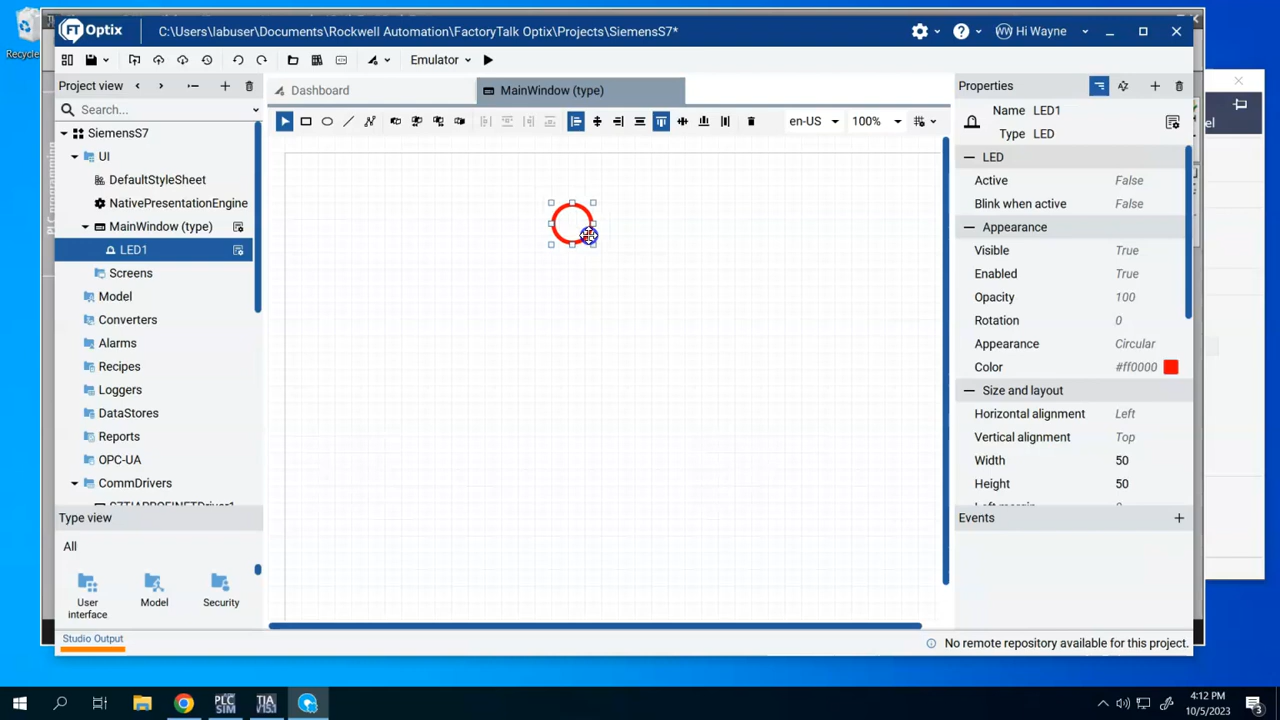 Recycle
FT Optix
C:\Users\labuser\Documents\Rockwell Automation\FactoryTalk Optix\Projects\SiemensS7*
WW Hi Wayne
Emulator
Project view
Dashboard
MainWindow (type)
Properties
Search...
en-US
100%
Name LED1
Type LED
SiemensS7
UI
DefaultStyleSheet
NativePresentationEngine
MainWindow (type)
LED1
Screens
Model
Converters
Alarms
Recipes
Loggers
DataStores
Reports
OPC-UA
CommDrivers
S7TIAPROFINETDriver1
LED
Active False
Blink when active False
Appearance
Visible True
Enabled True
Opacity 100
Rotation 0
Appearance Circular
Color #ff0000
Size and layout
Horizontal alignment Left
Vertical alignment Top
Width 50
Height 50
Left margin
Type view
All
User interface
Model
Security
Events
Studio Output
No remote repository available for this project.
PLC SIM
TIA
4:12 PM
10/5/2023
3